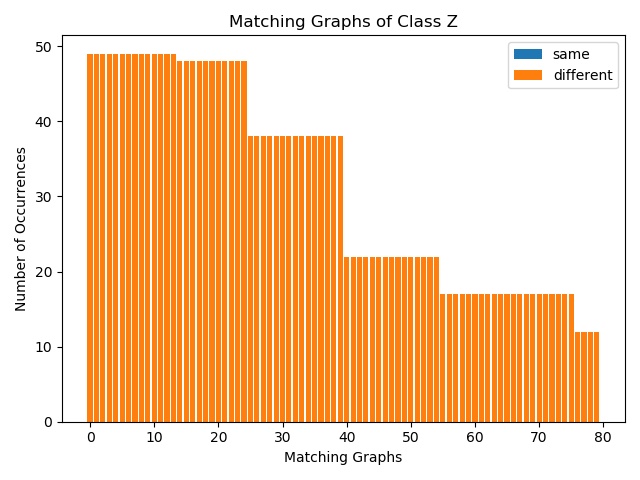 Matching Graphs of Class Z
same
different
50
40
30
20
10
0
Number of Occurrences
0 10 20 30 40 50 60 70 80
Matching Graphs